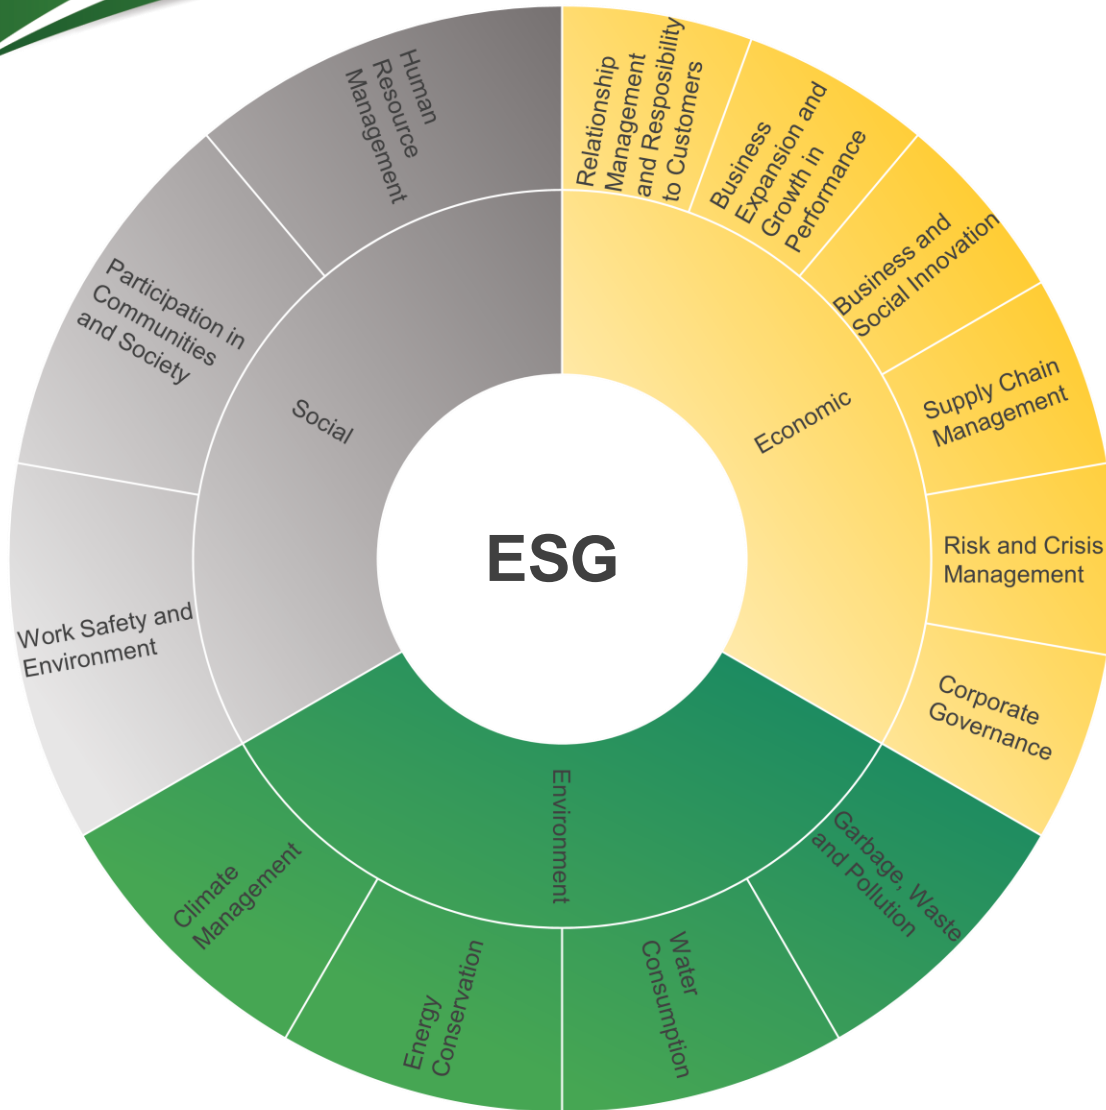 ESG
Economic
Relationship
Management
and Resposibility
to Customers
Business
Expansion and
Growth in
Performance
Business and
Social Innovation
Supply Chain
Management
Risk and Crisis
Management
Corporate
Governance
Environment
Garbage, Waste
and Pollution
Water
Consumption
Energy
Conservation
Climate
Management
Social
Work Safety and
Environment
Participation in
Communities
and Society
Human
Resource
Management